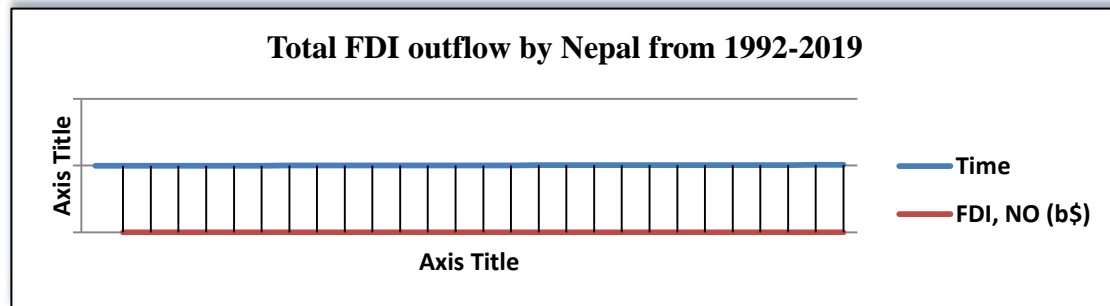 Total FDI outflow by Nepal from 1992-2019
Axis Title
Time
FDI, NO (b$)
Axis Title